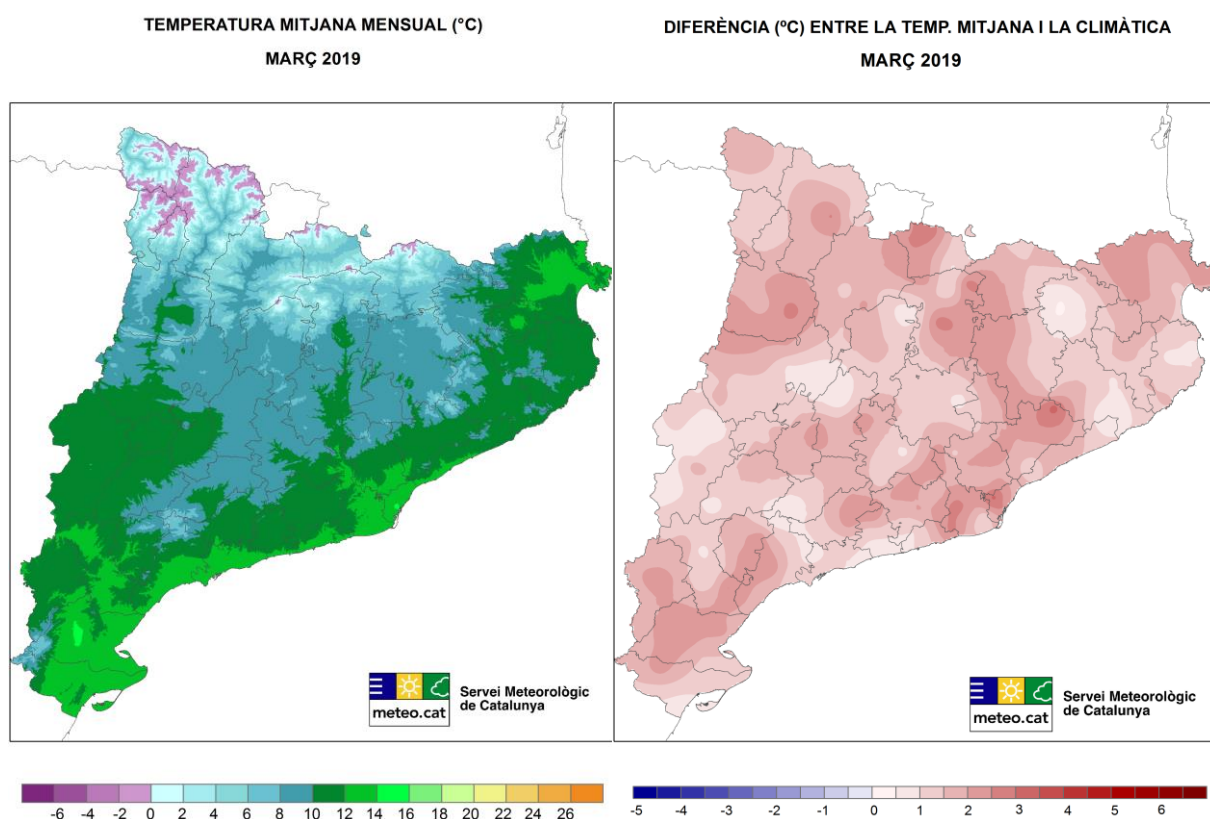 TEMPERATURA MITJANA MENSUAL (°C)
MARÇ 2019
DIFERÈNCIA (ºC) ENTRE LA TEMP. MITJANA I LA CLIMÀTICA
MARÇ 2019
meteo.cat
Servei Meteorològic
de Catalunya
meteo.cat
Servei Meteorològic
de Catalunya
-6 -4 -2 0 2 4 6 8 10 12 14 16 18 20 22 24 26
-5 -4 -3 -2 -1 0 1 2 3 4 5 6